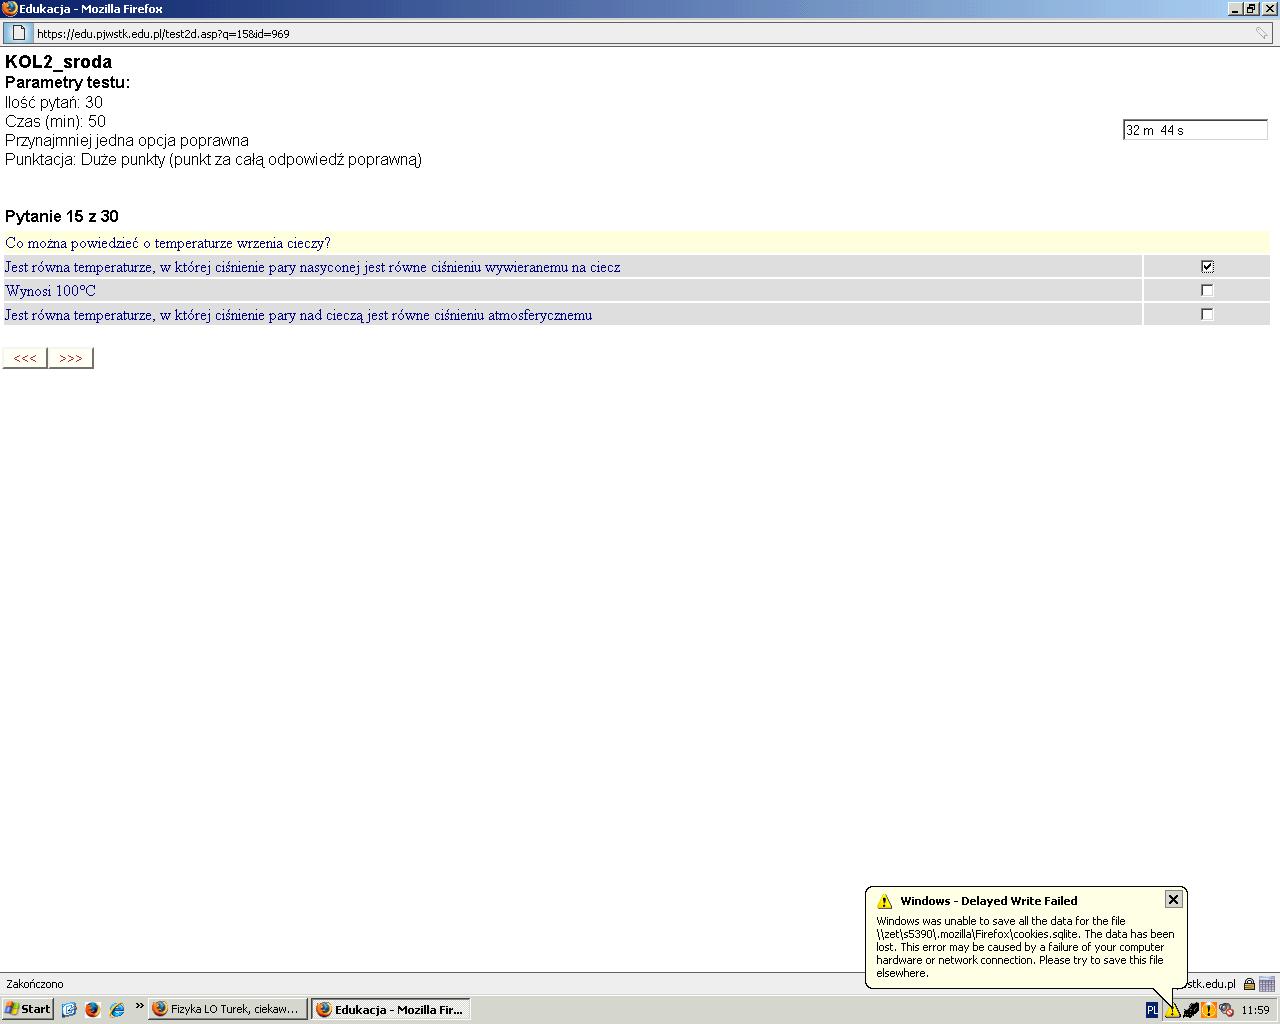 Edukacja - Mozilla Firefox
https://edu.pjwstk.edu.pl/test2d.asp?q=15&id=969
KOL2_sroda
Parametry testu:
Ilość pytań: 30
Czas (min): 50
Przynajmniej jedna opcja poprawna
Punktacja: Duże punkty (punkt za całą odpowiedź poprawną)
32 m 44 s
Pytanie 15 z 30
Co można powiedzieć o temperaturze wrzenia cieczy?
Jest równa temperaturze, w której ciśnienie pary nasyconej jest równe ciśnieniu wywieranemu na ciecz
Wynosi 100°C
Jest równa temperaturze, w której ciśnienie pary nad cieczą jest równe ciśnieniu atmosferycznemu
<<< >>>
Windows - Delayed Write Failed
Windows was unable to save all the data for the file
\\zet\s5390\.mozilla\Firefox\cookies.sqlite. The data has been
lost. This error may be caused by a failure of your computer
hardware or network connection. Please try to save this file
elsewhere.
Zakończono
wstk.edu.pl
Start
»
Fizyka LO Turek, ciekaw...
Edukacja - Mozilla Fir...
PL
11:59